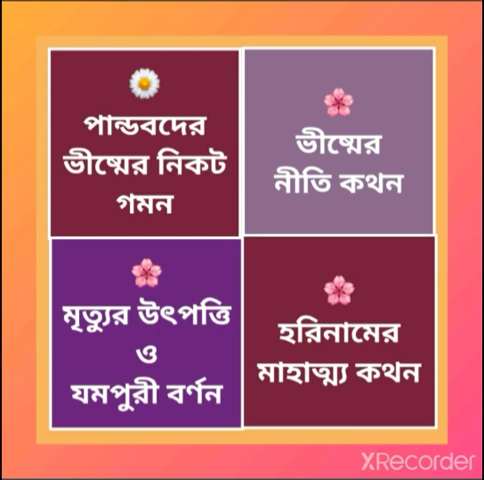 পান্ডবদের
ভীষ্মের নিকট
গমন
ভীষ্মের
নীতি কথন
মৃত্যুর উৎপত্তি
ও
যমপুরী বর্ণন
হরিনামের
মাহাত্ম্য কথন
XRecorder